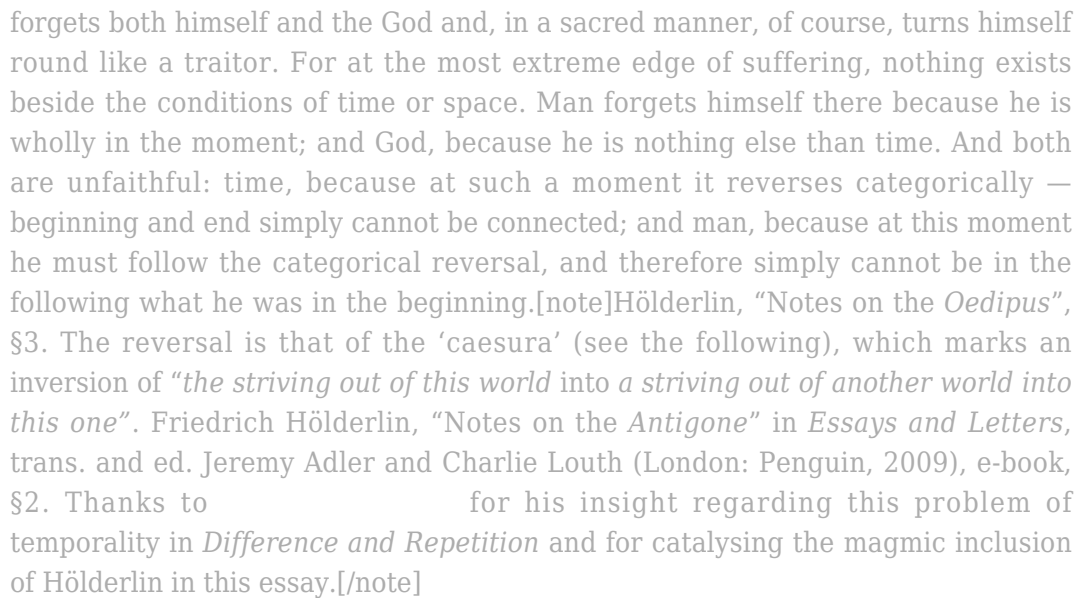 forgets both himself and the God and, in a sacred manner, of course, turns himself
round like a traitor. For at the most extreme edge of suffering, nothing exists
beside the conditions of time or space. Man forgets himself there because he is
wholly in the moment; and God, because he is nothing else than time. And both
are unfaithful: time, because at such a moment it reverses categorically —
beginning and end simply cannot be connected; and man, because at this moment
he must follow the categorical reversal, and therefore simply cannot be in the
following what he was in the beginning.[note]Hölderlin, “Notes on the Oedipus”,
§3. The reversal is that of the ‘caesura’ (see the following), which marks an
inversion of “the striving out of this world into a striving out of another world into
this one”. Friedrich Hölderlin, “Notes on the Antigone” in Essays and Letters,
trans. and ed. Jeremy Adler and Charlie Louth (London: Penguin, 2009), e-book,
§2. Thanks to for his insight regarding this problem of
temporality in Difference and Repetition and for catalysing the magmic inclusion
of Hölderlin in this essay.[/note]